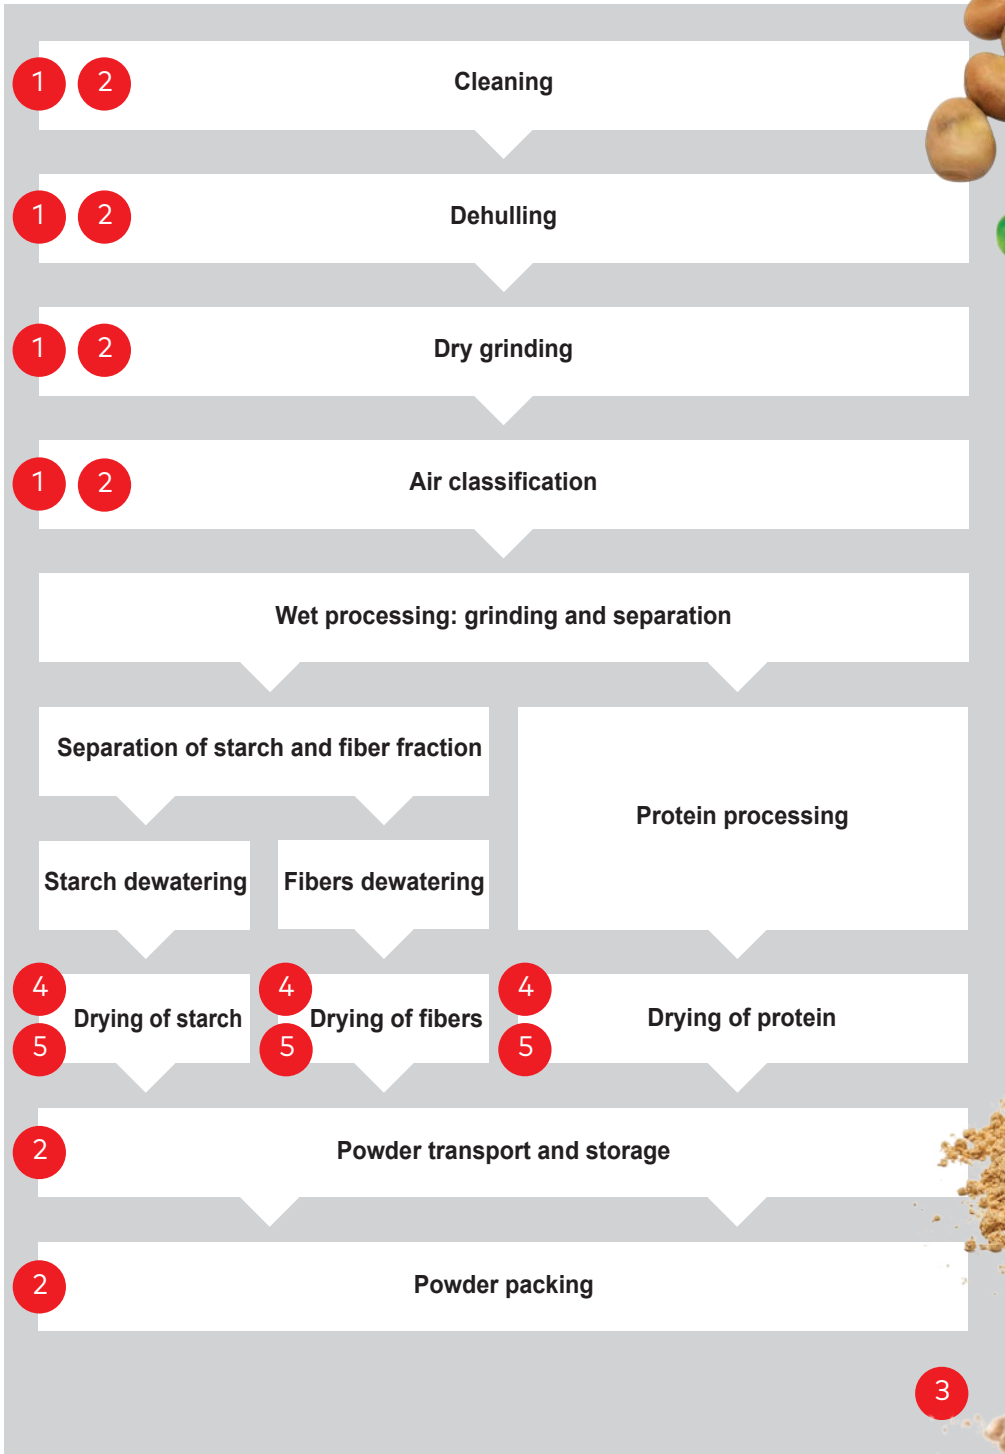 1 2 Cleaning
1 2 Dehulling
1 2 Dry grinding
1 2 Air classification
Wet processing: grinding and separation
Separation of starch and fiber fraction
Protein processing
Starch dewatering
Fibers dewatering
4
5
Drying of starch
4
5
Drying of fibers
4
5
Drying of protein
2 Powder transport and storage
2 Powder packing
3